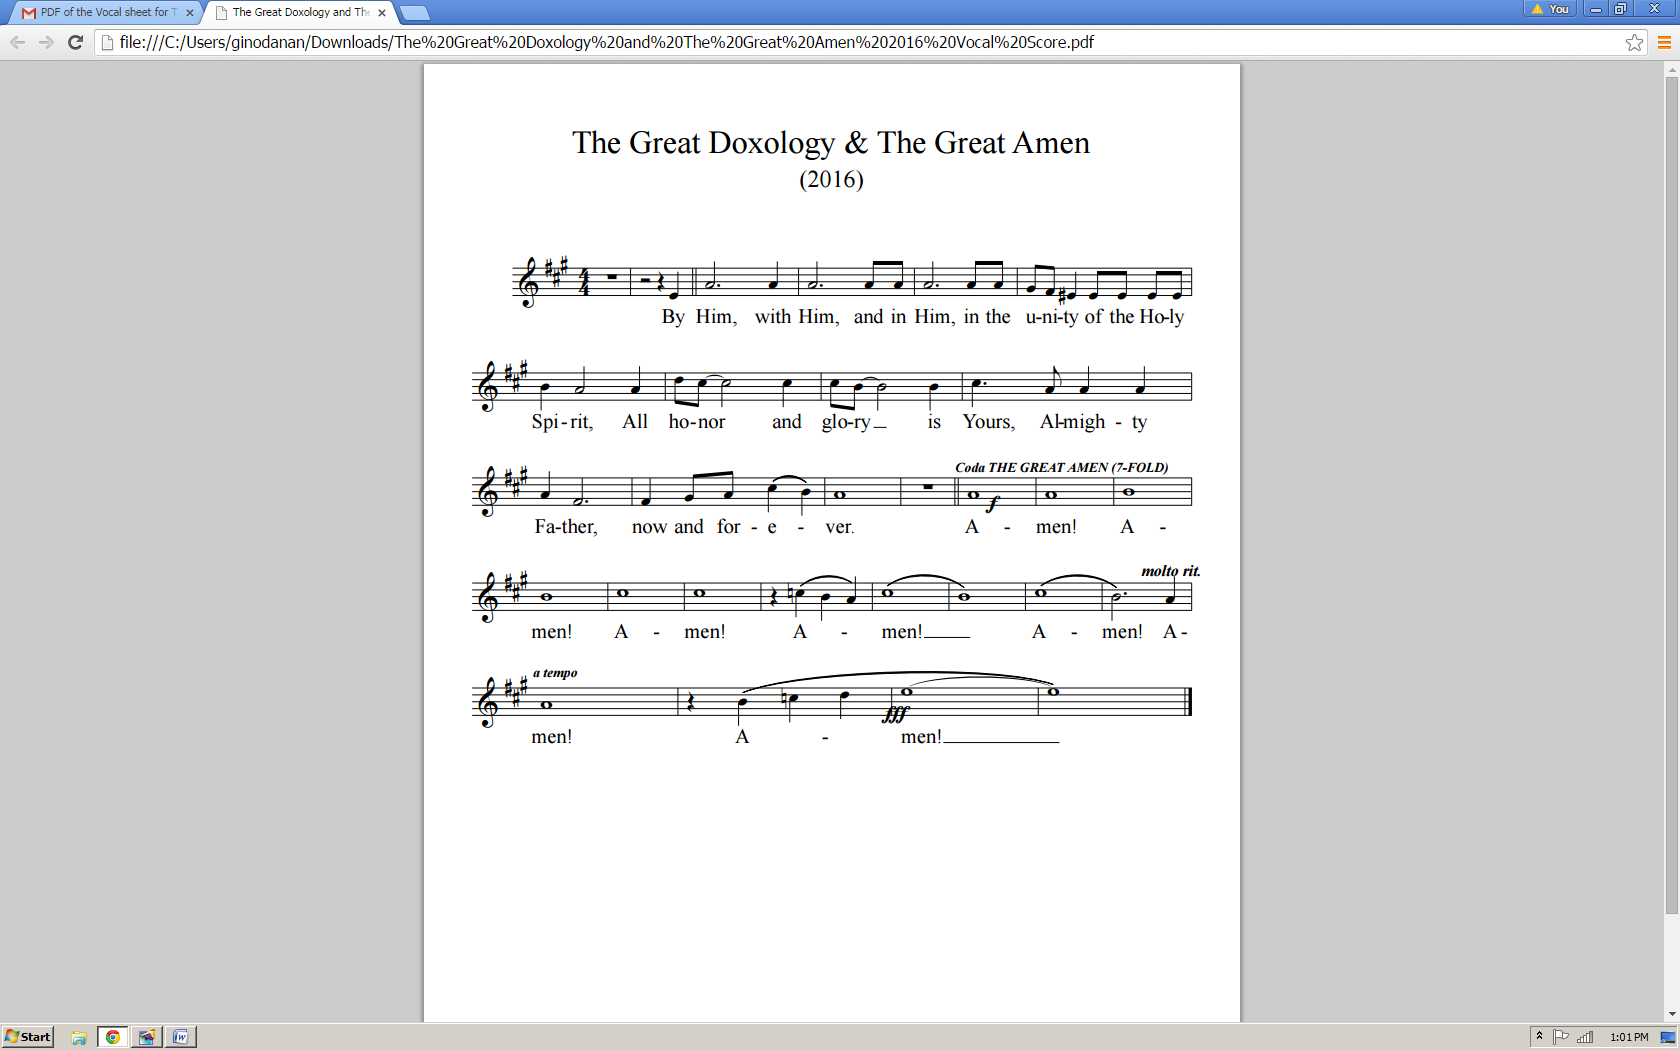 PDF of the Vocal sheet for T
The Great Doxology and The
You
file:///C:/Users/ginodanan/Downloads/The%20Great%20Doxology%20and%20The%20Great%20Amen%202016%20Vocal%20Score.pdf
The Great Doxology & The Great Amen
(2016)
4
4
By Him, with Him, and in Him, in the u-ni-ty of the Ho-ly
Spi-rit, All ho-nor and glo-ry is Yours, Al-migh - ty
Coda THE GREAT AMEN (7-FOLD)
f
Fa-ther, now and for - e - ver. A - men! A -
molto rit.
men! A - men! A - men! A - men! A -
a tempo
fff
men! A - men!
Start
1:01 PM